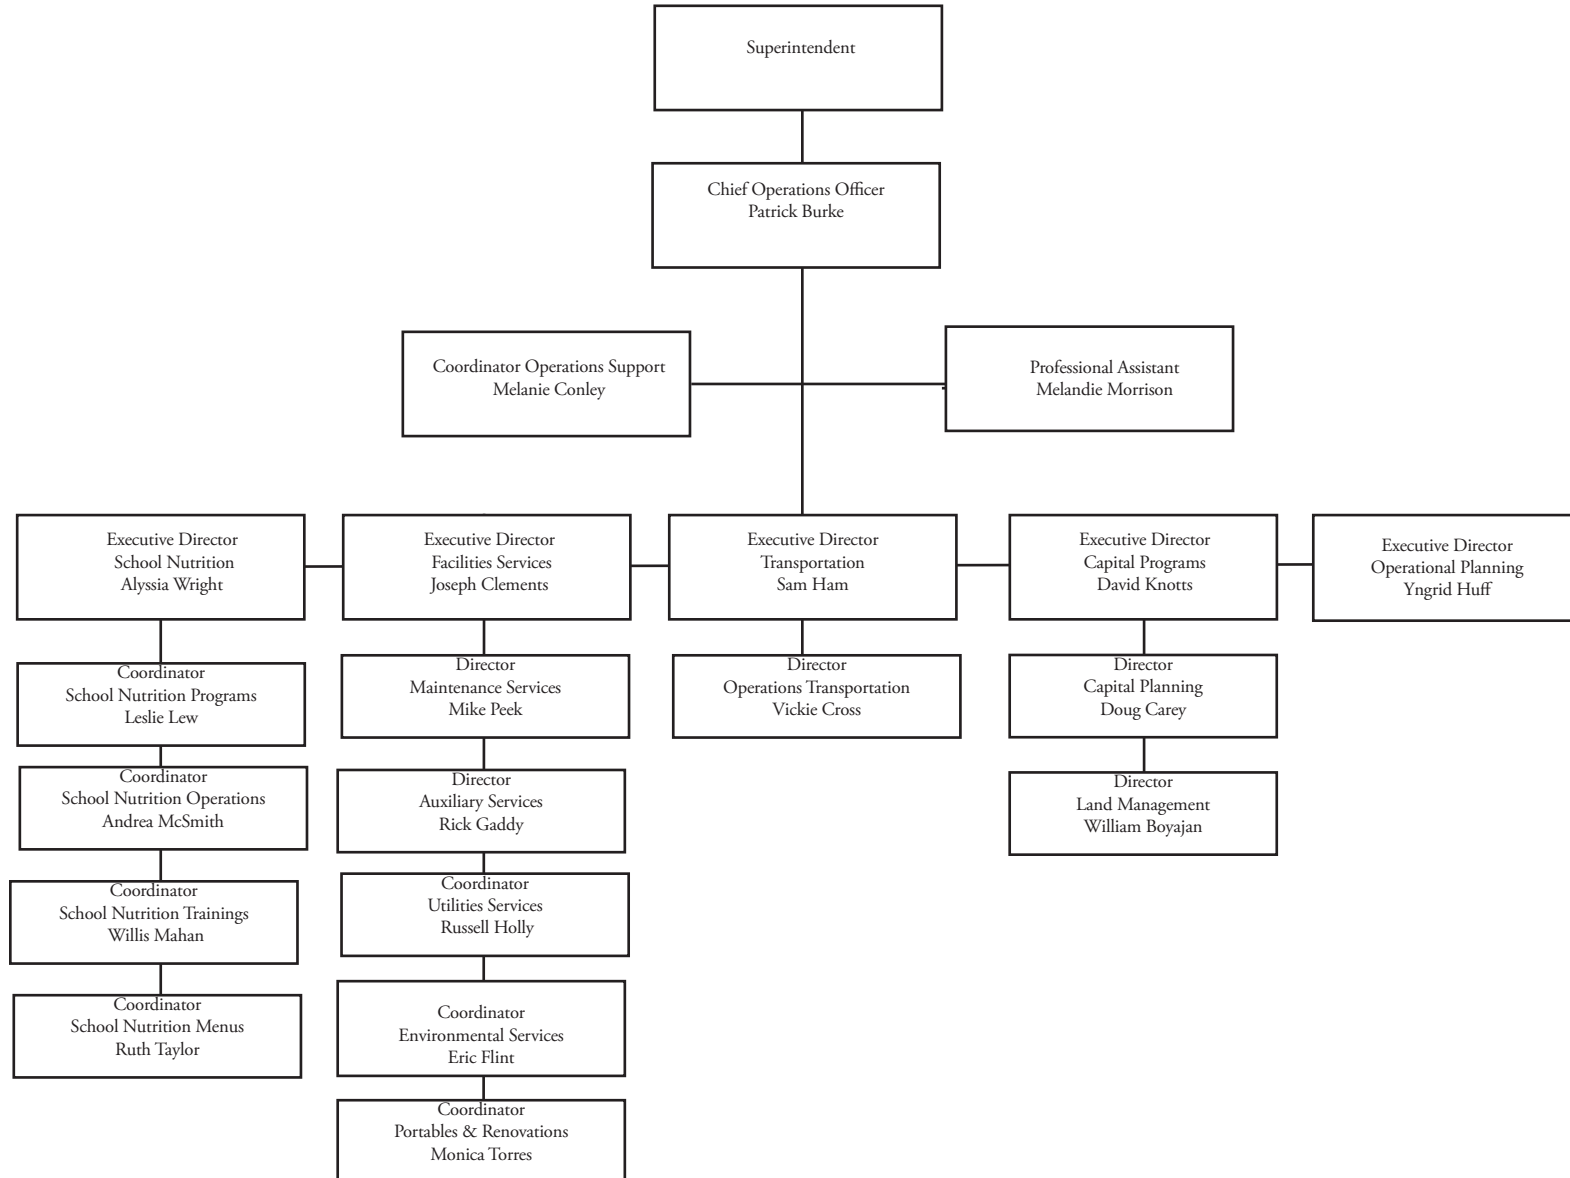 Superintendent
Chief Operations Officer
Patrick Burke
Coordinator Operations Support
Melanie Conley
Professional Assistant
Melandie Morrison
Executive Director
School Nutrition
Alyssia Wright
Executive Director
Facilities Services
Joseph Clements
Executive Director
Transportation
Sam Ham
Executive Director
Capital Programs
David Knotts
Executive Director
Operational Planning
Yngrid Huff
Coordinator
School Nutrition Programs
Leslie Lew
Coordinator
School Nutrition Operations
Andrea McSmith
Coordinator
School Nutrition Trainings
Willis Mahan
Coordinator
School Nutrition Menus
Ruth Taylor
Director
Maintenance Services
Mike Peek
Director
Auxiliary Services
Rick Gaddy
Coordinator
Utilities Services
Russell Holly
Coordinator
Environmental Services
Eric Flint
Coordinator
Portables & Renovations
Monica Torres
Director
Operations Transportation
Vickie Cross
Director
Capital Planning
Doug Carey
Director
Land Management
William Boyajan